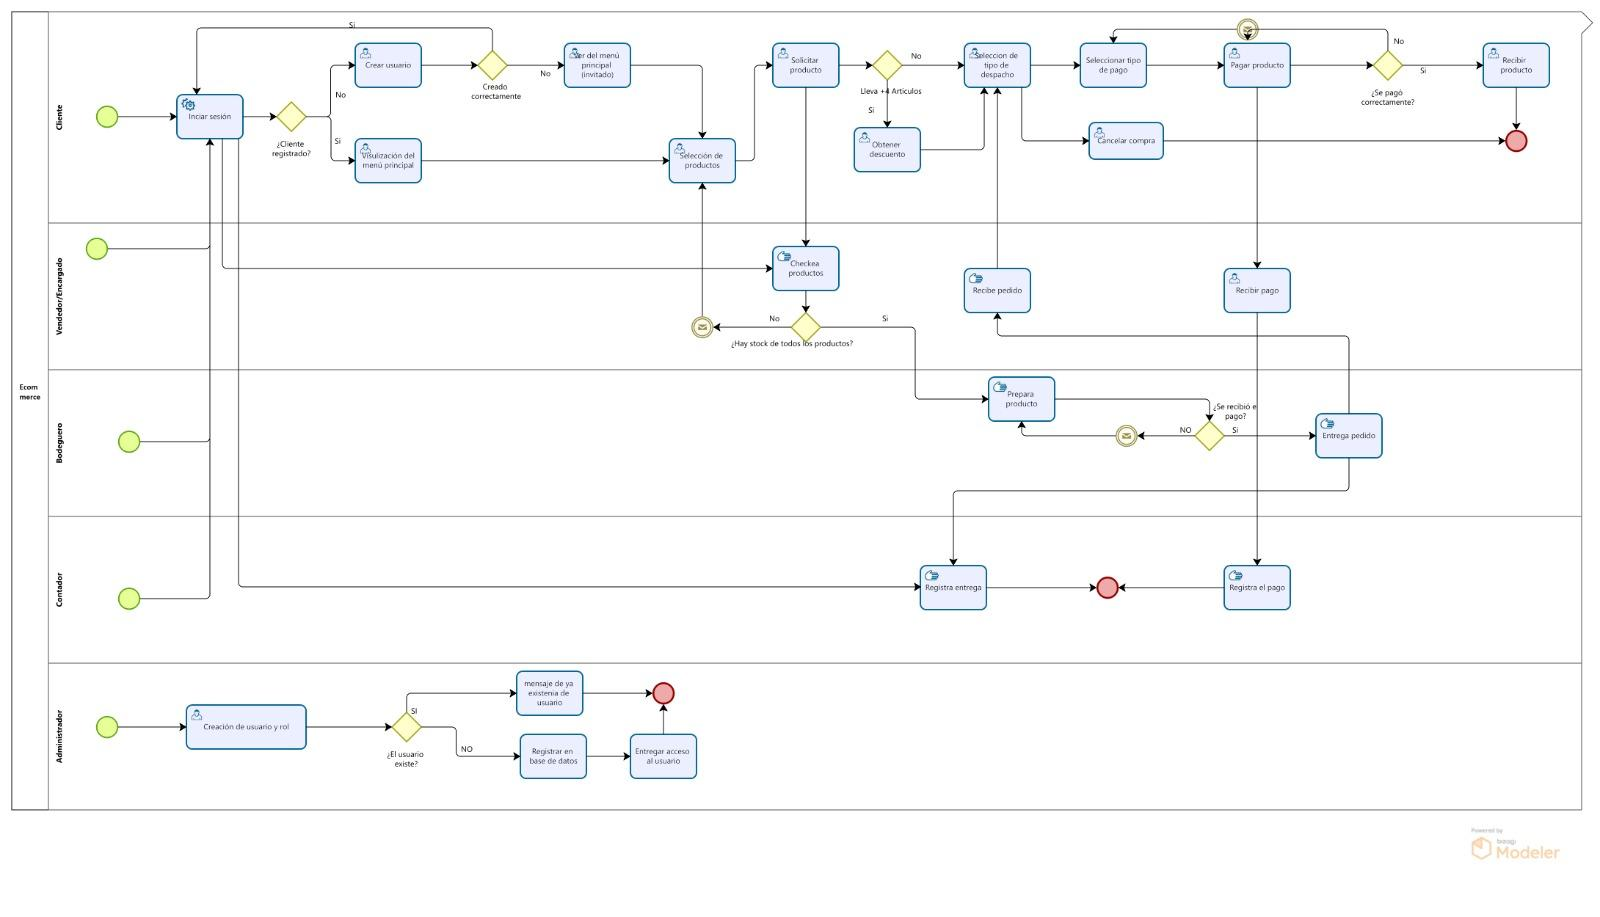 Ecom
merce
Cliente
Si
Inciar sesión
¿Cliente
registrado?
No
Si
Crear usuario
Visulización del
menú principal
Creado
correctamente
No
Ver del menú
principal
(invitado)
Selección de
productos
Solicitar
producto
No
Lleva +4 Artículos
Si
Obtener
descuento
Seleccion de
tipo de
despacho
Seleccionar tipo
de pago
Cancelar compra
Pagar producto
No
Si
¿Se pagó
correctamente?
Recibir
producto
Vendedor/Encargado
Checkea
productos
No
Si
¿Hay stock de todos los productos?
Recibe pedido
Recibir pago
Bodeguero
Prepara
producto
¿Se recibió el
pago?
NO
Si
Entrega pedido
Contador
Registra entrega
Registra el pago
Administrador
Creación de usuario y rol
¿El usuario
existe?
SI
NO
mensaje de ya
existenia de
usuario
Registrar en
base de datos
Entregar acceso
al usuario
Powered by
bizagi
Modeler